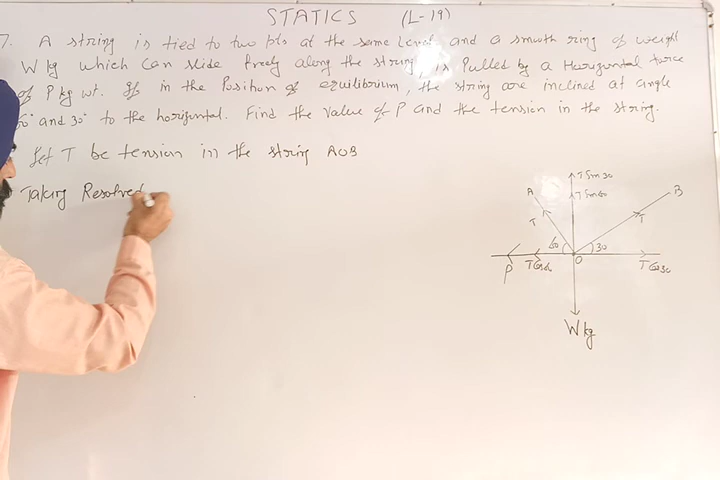 STATICS (L-19)
7. A string is tied to two pts at the same Level and a smooth ring of weight
W kg which can slide freely along the string, is Pulled by a Horizontal force
of P kg wt. If in the Position of equilibrium, the string are inclined at angle
60° and 30° to the horizontal. Find the value of P and the tension in the string.
Let T be tension in the string AOB
Taking Resolved
T Sin 30
A T Sin 60 B
T T
60 30
P T Cos 60 O T Cos 30
W kg